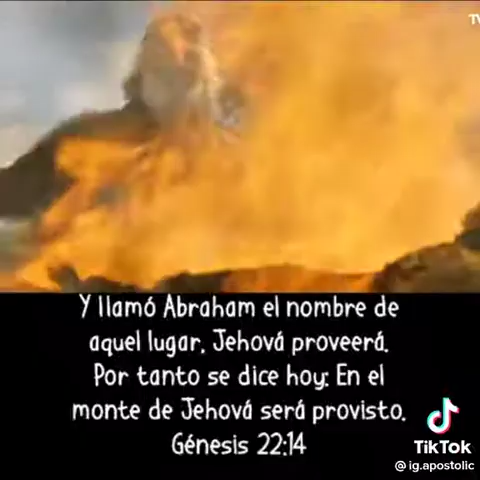 TV
Y llamó Abraham el nombre de
aquel lugar, Jehová proveerá.
Por tanto se dice hoy: En el
monte de Jehová será provisto.
Génesis 22:14
TikTok
@ig.apostolic